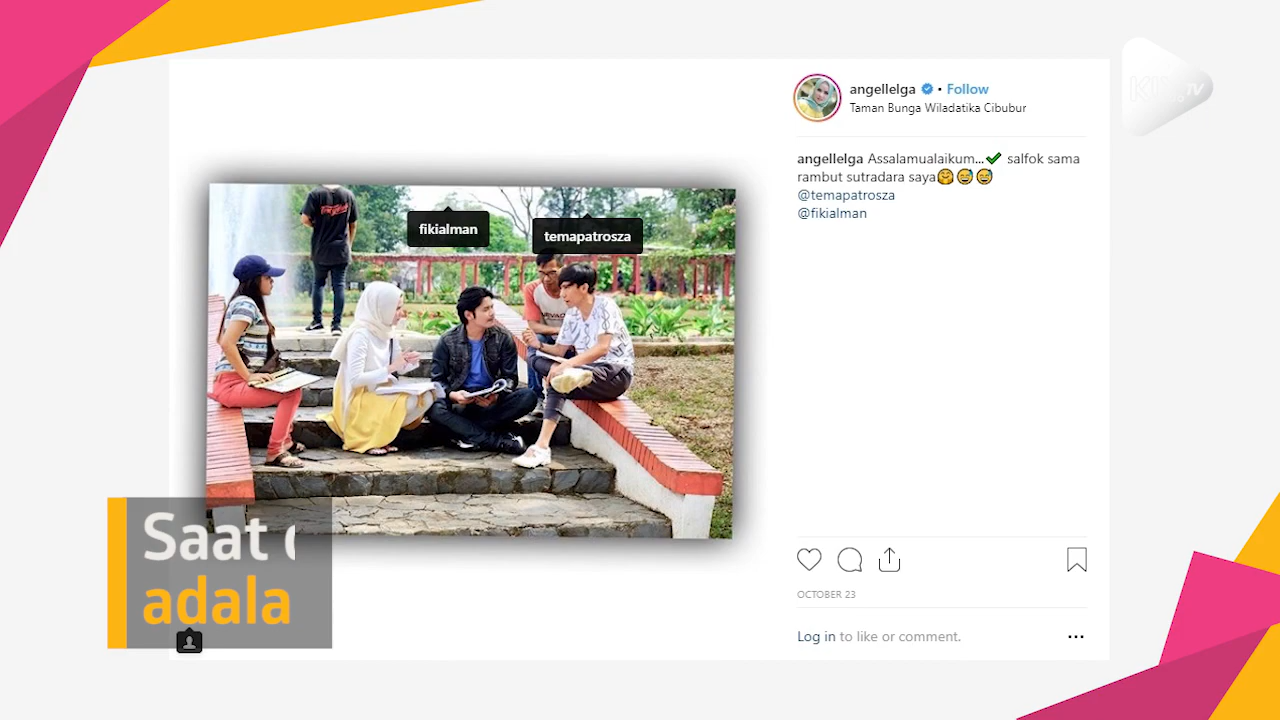 angellelga • Follow
Taman Bunga Wiladatika Cibubur
angellelga Assalamualaikum... salfok sama
rambut sutradara saya
@temapatrosza
@fikialman
fikialman
temapatrosza
Saat
adala
OCTOBER 23
Log in to like or comment.
TV